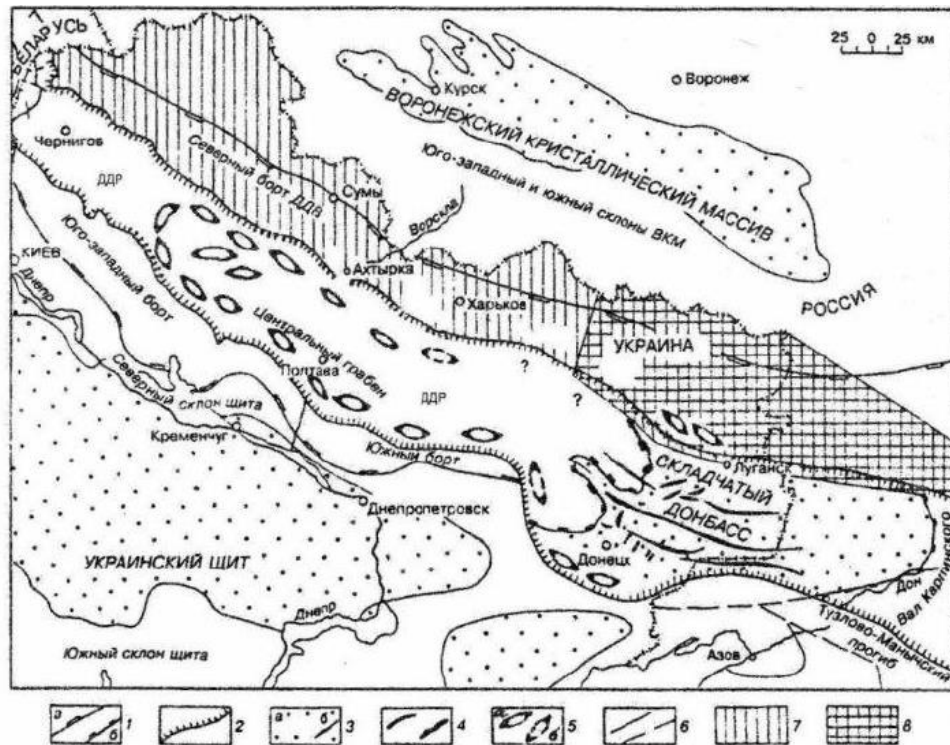 БЕЛАРУСЬ
25 0 25 км
Воронеж
Курск
ВОРОНЕЖСКИЙ КРИСТАЛЛИЧЕСКИЙ МАССИВ
Юго-западный и южный склоны ВКМ
Чернигов
ДДР
Северный борт ДДВ
Сумы
Ворскла
Ахтырка
Юго-западный борт
КИЕВ
Днепр
Харьков
РОССИЯ
УКРАИНА
Центральный грабен
Полтава
?
?
ДДР
Северный склон щита
Кременчуг
Южный борт
Луганск
СКЛАДЧАТЫЙ
ДОНБАСС
Днепропетровск
УКРАИНСКИЙ ЩИТ
Донецк
Дон
Вал Карпинского
Днепр
Тузлово-Манычский
прогиб
Азов
Южный склон щита
а б 1 2 а б 3 4 а б 5 6 7 8